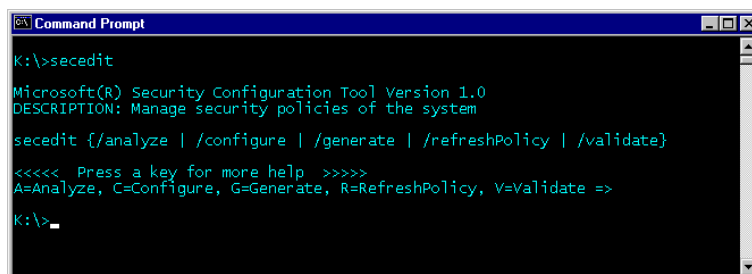 Command Prompt
K:\>secedit
Microsoft(R) Security Configuration Tool Version 1.0
DESCRIPTION: Manage security policies of the system
secedit {/analyze | /configure | /generate | /refreshPolicy | /validate}
<<<<< Press a key for more help >>>>>
A=Analyze, C=Configure, G=Generate, R=RefreshPolicy, V=Validate =>
K:\>